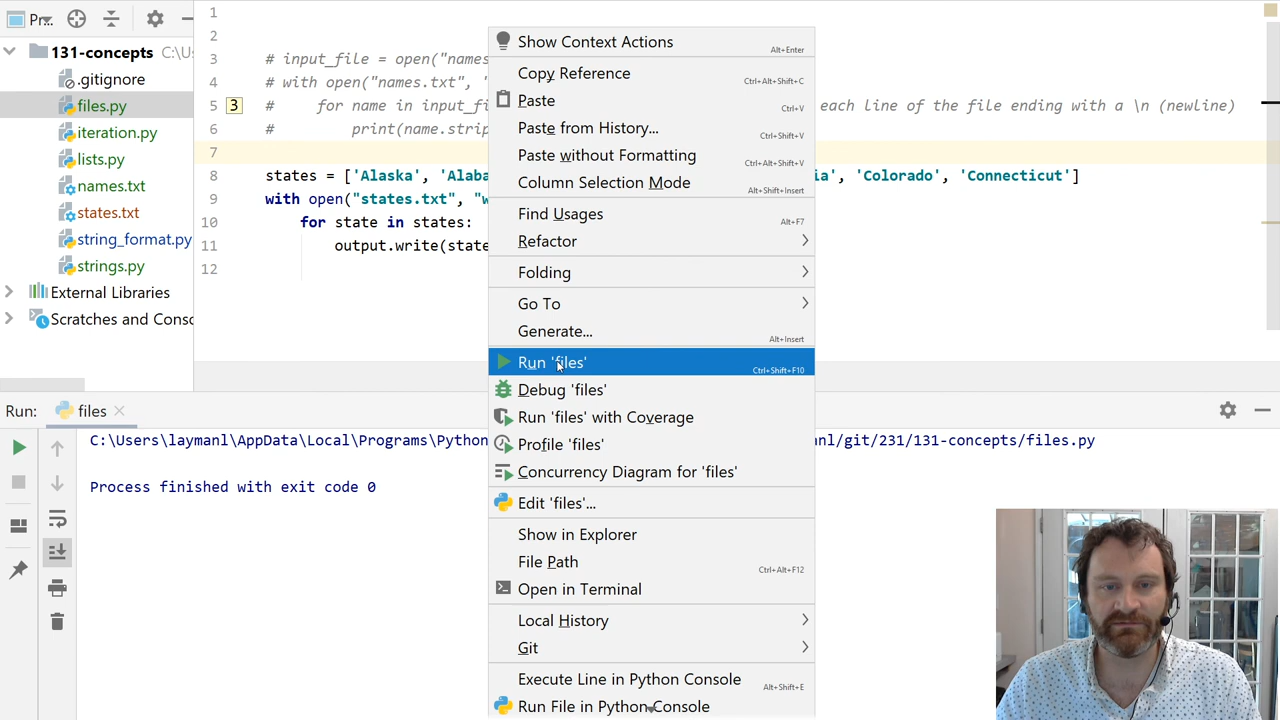 Pr...
131-concepts C:\Us
.gitignore
files.py
iteration.py
lists.py
names.txt
states.txt
string_format.py
strings.py
External Libraries
Scratches and Conso
1
2
3 # input_file = open("names
4 # with open("names.txt", "
5 3 # for name in input_fi each line of the file ending with a \n (newline)
6 # print(name.strip
7
8 states = ['Alaska', 'Alaba ia', 'Colorado', 'Connecticut']
9 with open("states.txt", "w
10 for state in states:
11 output.write(state
12
Show Context Actions Alt+Enter
Copy Reference Ctrl+Alt+Shift+C
Paste Ctrl+V
Paste from History... Ctrl+Shift+V
Paste without Formatting Ctrl+Alt+Shift+V
Column Selection Mode Alt+Shift+Insert
Find Usages Alt+F7
Refactor
Folding
Go To
Generate... Alt+Insert
Run 'files' Ctrl+Shift+F10
Debug 'files'
Run 'files' with Coverage
Profile 'files'
Concurrency Diagram for 'files'
Edit 'files'...
Show in Explorer
File Path Ctrl+Alt+F12
Open in Terminal
Local History
Git
Execute Line in Python Console Alt+Shift+E
Run File in Python Console
Run: files
C:\Users\laymanl\AppData\Local\Programs\Python nl/git/231/131-concepts/files.py
Process finished with exit code 0